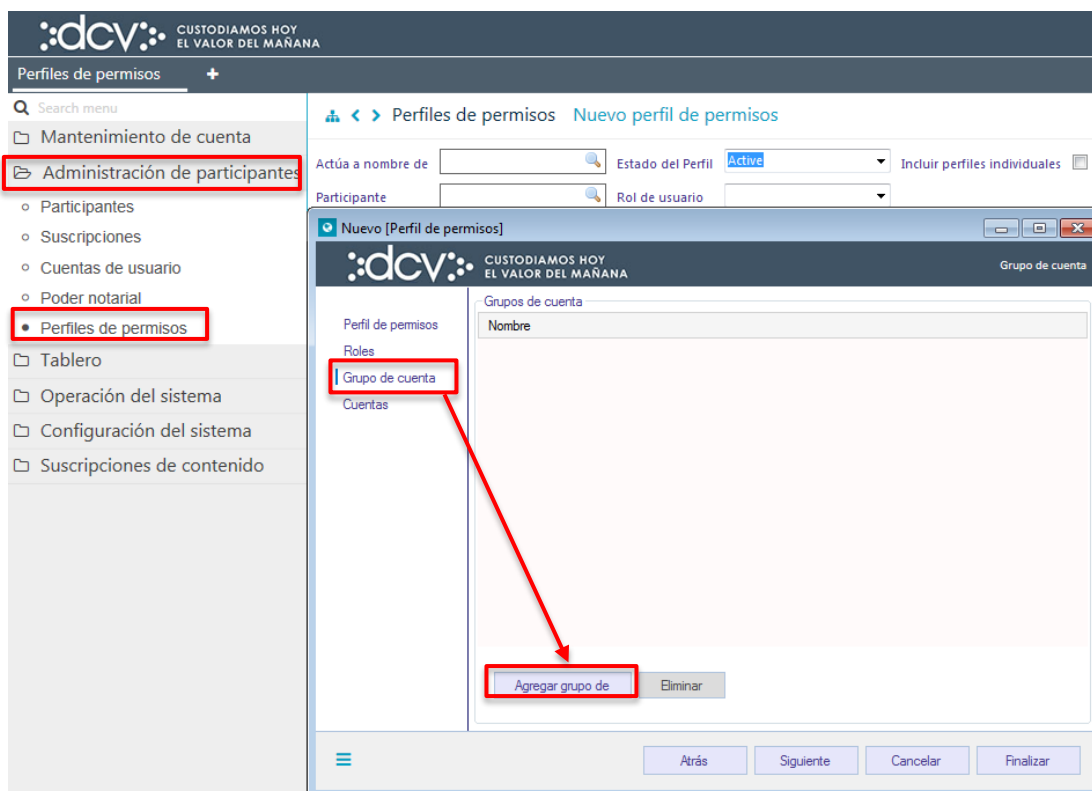 :dcv: CUSTODIAMOS HOY
EL VALOR DEL MAÑANA
Perfiles de permisos +
Search menu
Mantenimiento de cuenta
Administración de participantes
Participantes
Suscripciones
Cuentas de usuario
Poder notarial
Perfiles de permisos
Tablero
Operación del sistema
Configuración del sistema
Suscripciones de contenido
Perfiles de permisos Nuevo perfil de permisos
Actúa a nombre de Estado del Perfil Active Incluir perfiles individuales
Participante Rol de usuario
Nuevo [Perfil de permisos]
:dcv: CUSTODIAMOS HOY
EL VALOR DEL MAÑANA
Grupo de cuenta
Perfil de permisos
Roles
Grupo de cuenta
Cuentas
Grupos de cuenta
Nombre
Agregar grupo de Eliminar
Atrás Siguiente Cancelar Finalizar